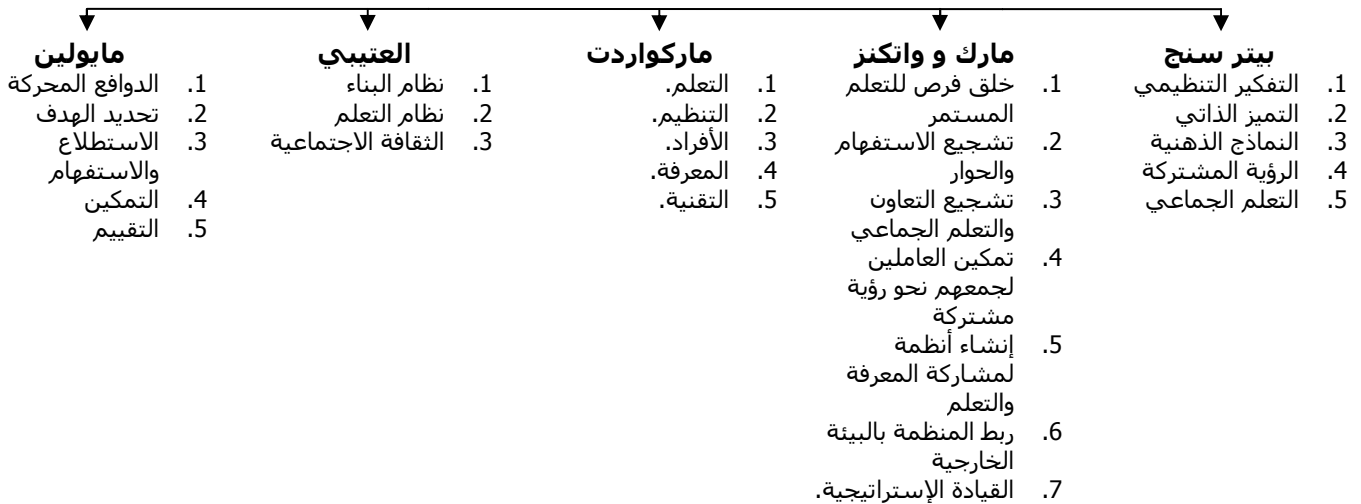 بيتر سنج
1. التفكير التنظيمي
2. التميز الذاتي
3. النماذج الذهنية
4. الرؤية المشتركة
5. التعلم الجماعي
مارك و واتكنز
1. خلق فرص للتعلم
المستمر
2. تشجيع الاستفهام
والحوار
3. تشجيع التعاون
والتعلم الجماعي
4. تمكين العاملين
لجمعهم نحو رؤية
مشتركة
5. إنشاء أنظمة
لمشاركة المعرفة
والتعلم
6. ربط المنظمة بالبيئة
الخارجية
7. القيادة الإستراتيجية.
ماركواردت
1. التعلم.
2. التنظيم.
3. الأفراد.
4. المعرفة.
5. التقنية.
العتيبي
1. نظام البناء
2. نظام التعلم
3. الثقافة الاجتماعية
مايولين
1. الدوافع المحركة
2. تحديد الهدف
3. الاستطلاع
والاستفهام
4. التمكين
5. التقييم